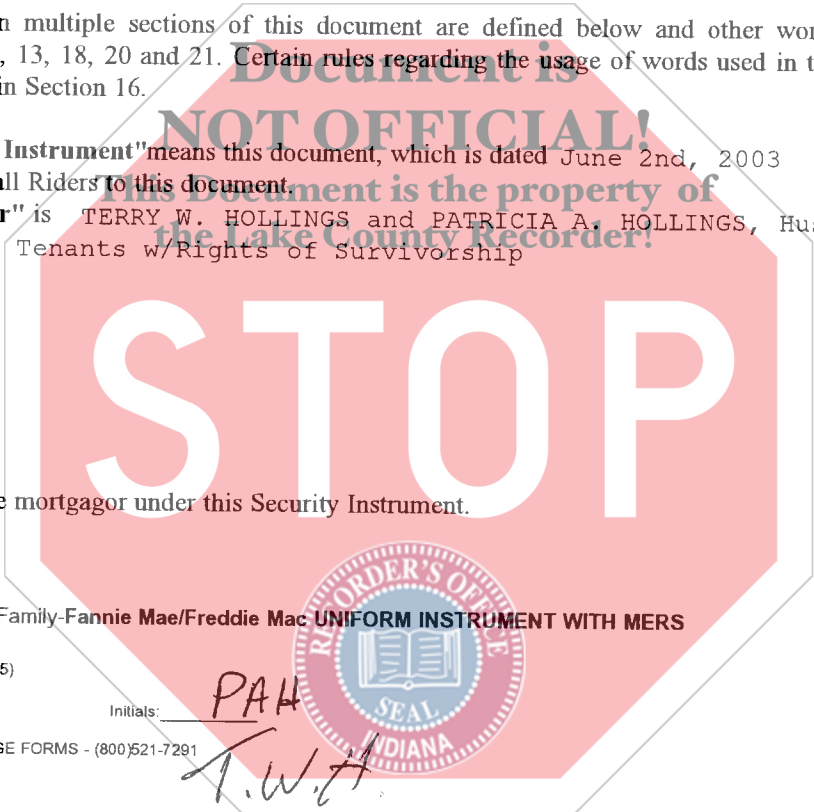 n multiple sections of this document are defined below and other wor
, 13, 18, 20 and 21. Certain rules regarding the usage of words used in t
in Section 16.
Document is
NOT OFFICIAL!
Instrument"means this document, which is dated June 2nd, 2003
all Riders to this document.
This Document is the property of
r" is TERRY W. HOLLINGS and PATRICIA A. HOLLINGS, Hus
the Lake County Recorder!
Tenants w/Rights of Survivorship
STOP
e mortgagor under this Security Instrument.
RECORDER'S OFFICE
Family-Fannie Mae/Freddie Mac UNIFORM INSTRUMENT WITH MERS
5)
Initials: PAH
SEAL
INDIANA
GE FORMS - (800)521-7291
T.W.H.